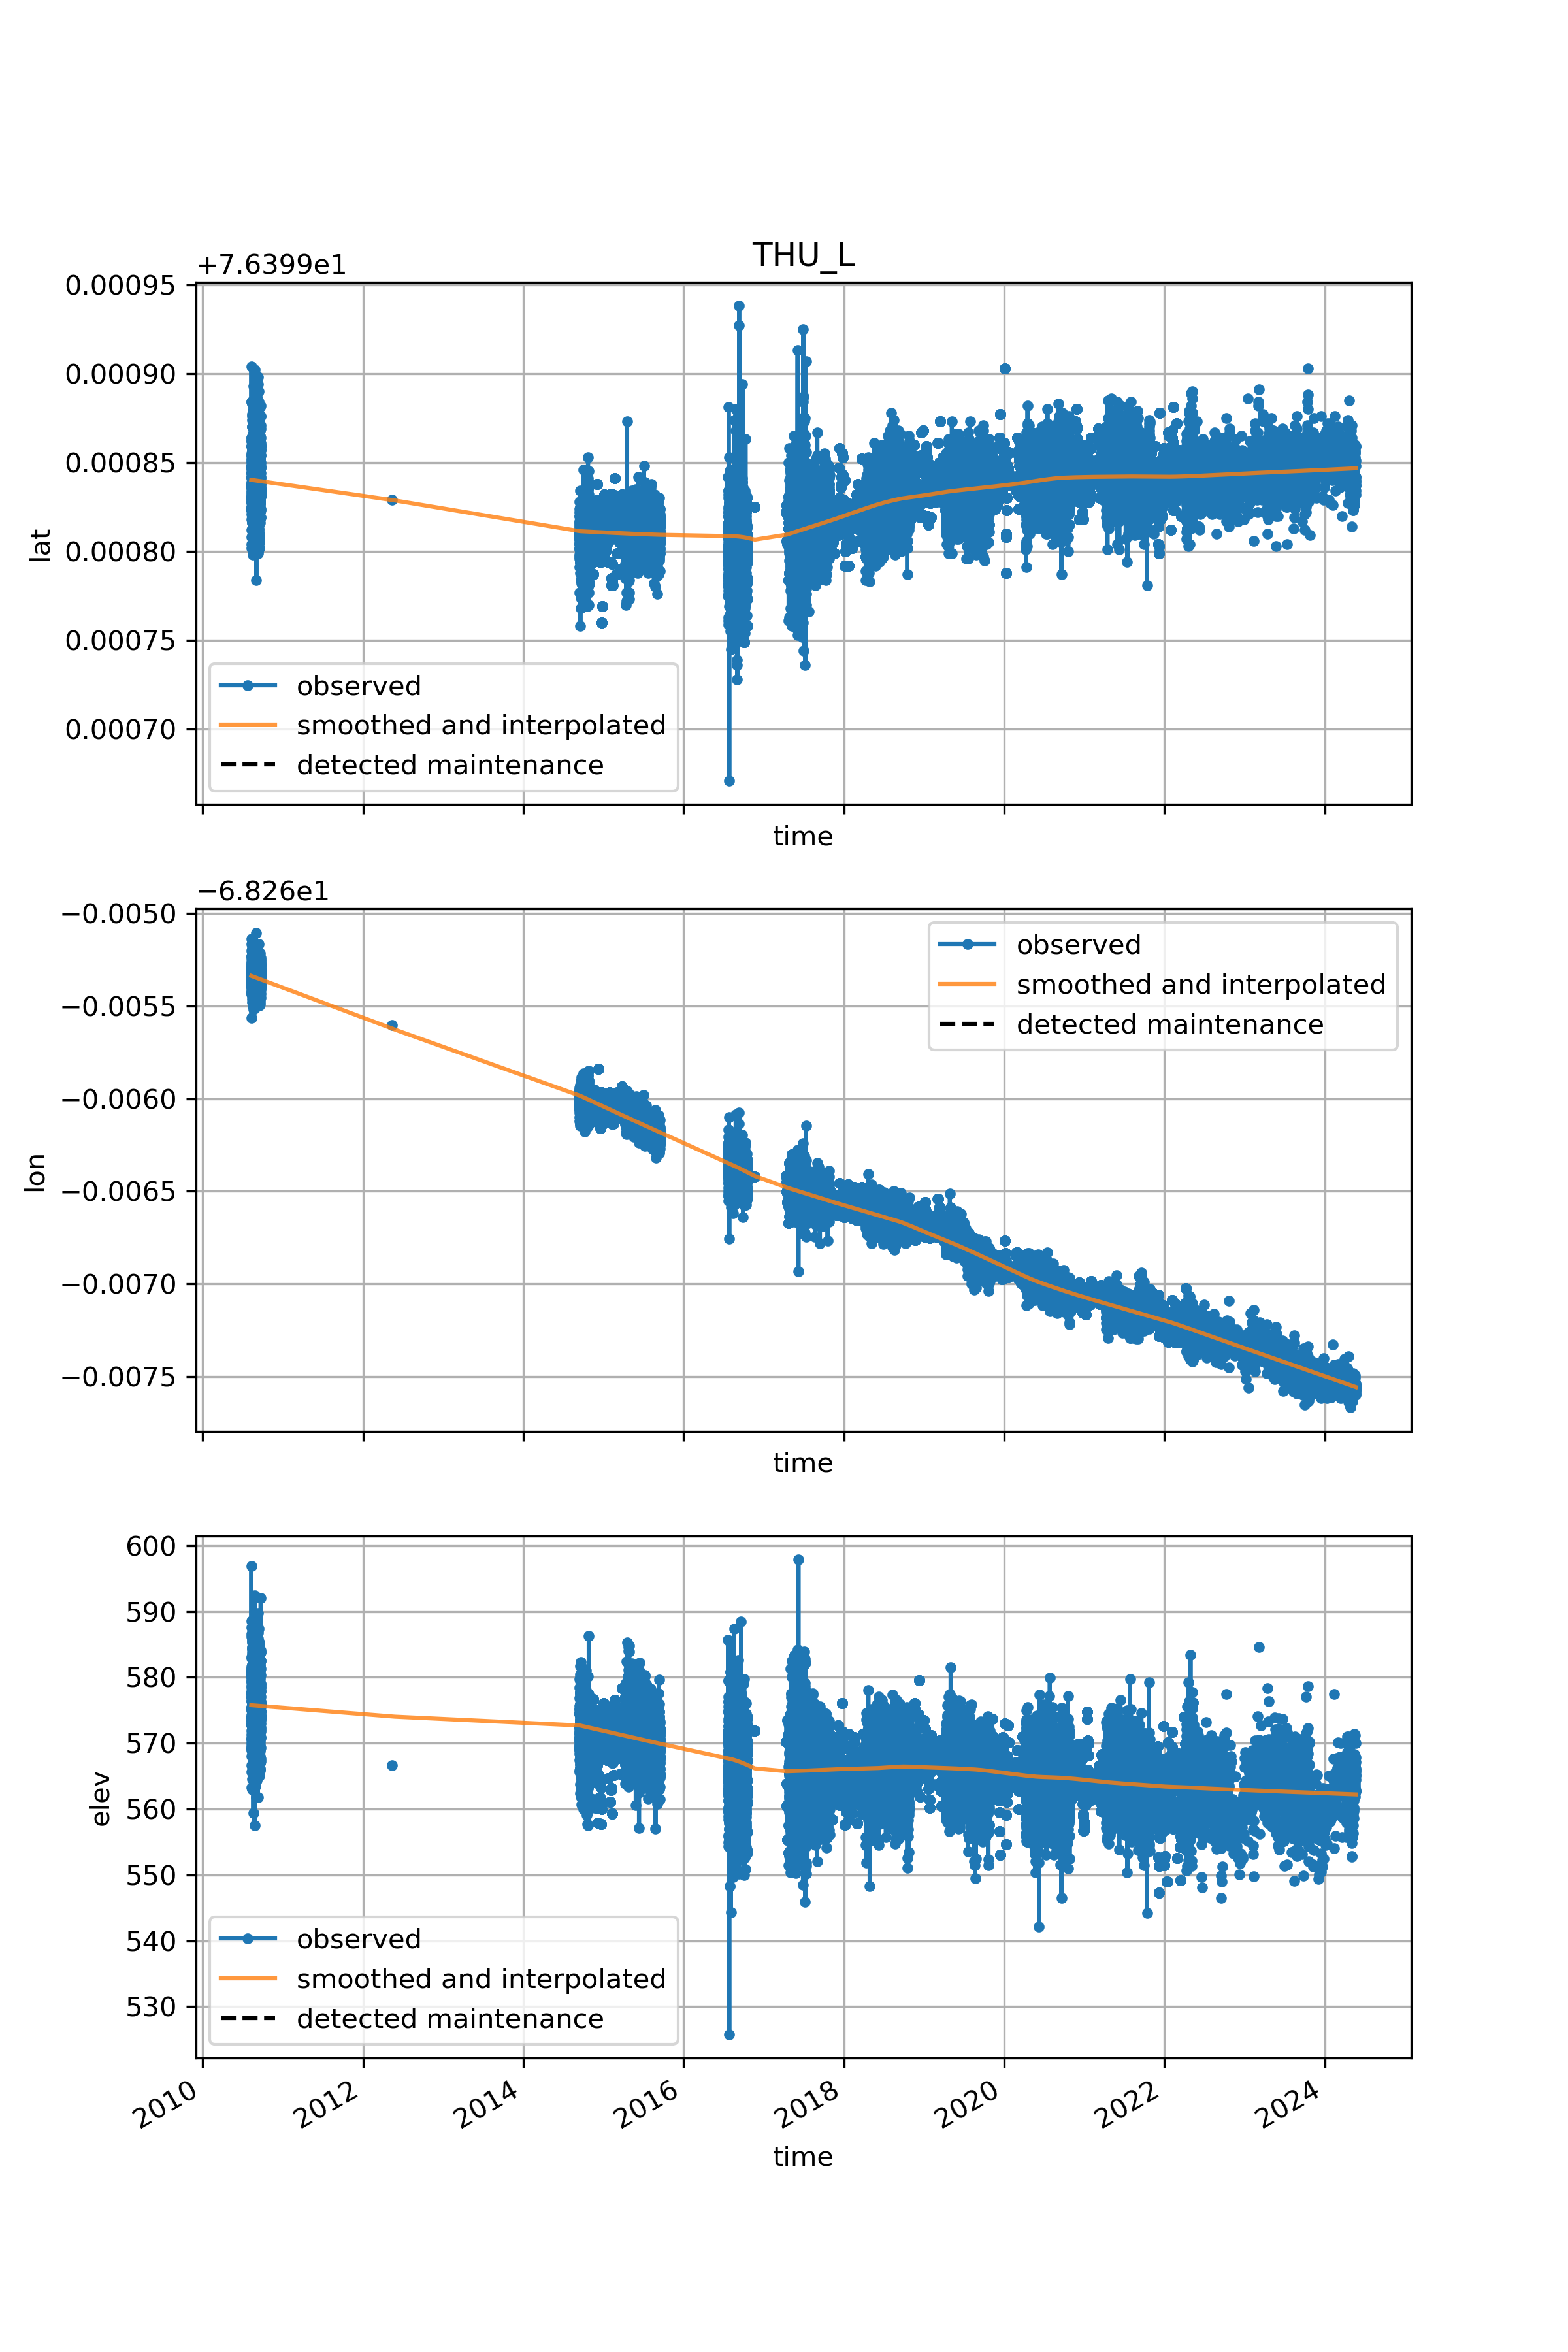 THU_L
+7.6399e1
0.00095
0.00090
0.00085
0.00080
0.00075
0.00070
lat
observed
smoothed and interpolated
detected maintenance
time
−6.826e1
−0.0050
−0.0055
−0.0060
−0.0065
−0.0070
−0.0075
lon
observed
smoothed and interpolated
detected maintenance
time
600
590
580
570
560
550
540
530
elev
observed
smoothed and interpolated
detected maintenance
2010 2012 2014 2016 2018 2020 2022 2024
time